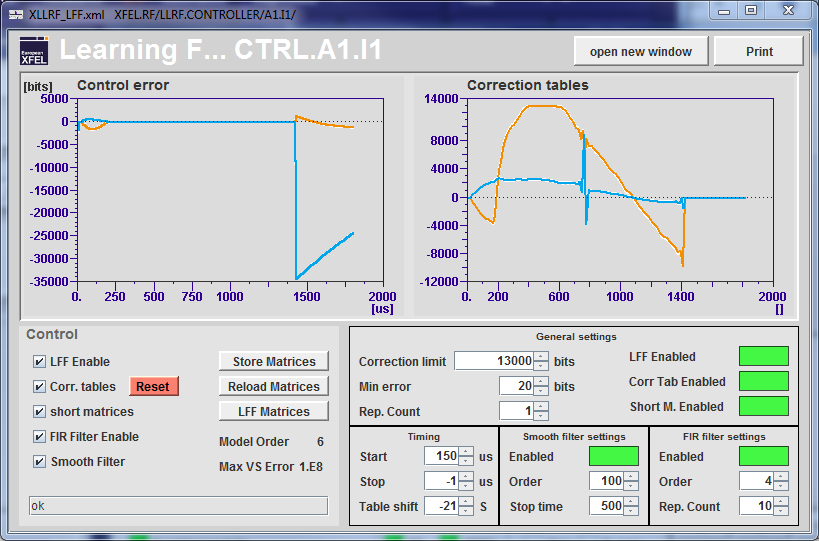 XLLRF_LFF.xml XFEL.RF/LLRF.CONTROLLER/A1.I1/
European
XFEL
Learning F... CTRL.A1.I1
open new window
Print
[bits]
Control error
5000
0
-5000
-10000
-15000
-20000
-25000
-30000
-35000
0.
250
500
750
1000
2000
[us]
Correction tables
14000
8000
4000
0
-4000
-8000
-12000
0.
200
600
1000
1400
2000
[]
Control
LFF Enable
Store Matrices
Corr. tables
Reset
Reload Matrices
short matrices
LFF Matrices
FIR Filter Enable
Model Order 6
Smooth Filter
Max VS Error 1.E8
ok
General settings
Correction limit 13000 bits
LFF Enabled
Min error 20 bits
Corr Tab Enabled
Rep. Count 1
Short M. Enabled
Timing
Start 150 us
Stop -1 us
Table shift -21 S
Smooth filter settings
Enabled
Order 100
Stop time 500
FIR filter settings
Enabled
Order 4
Rep. Count 10